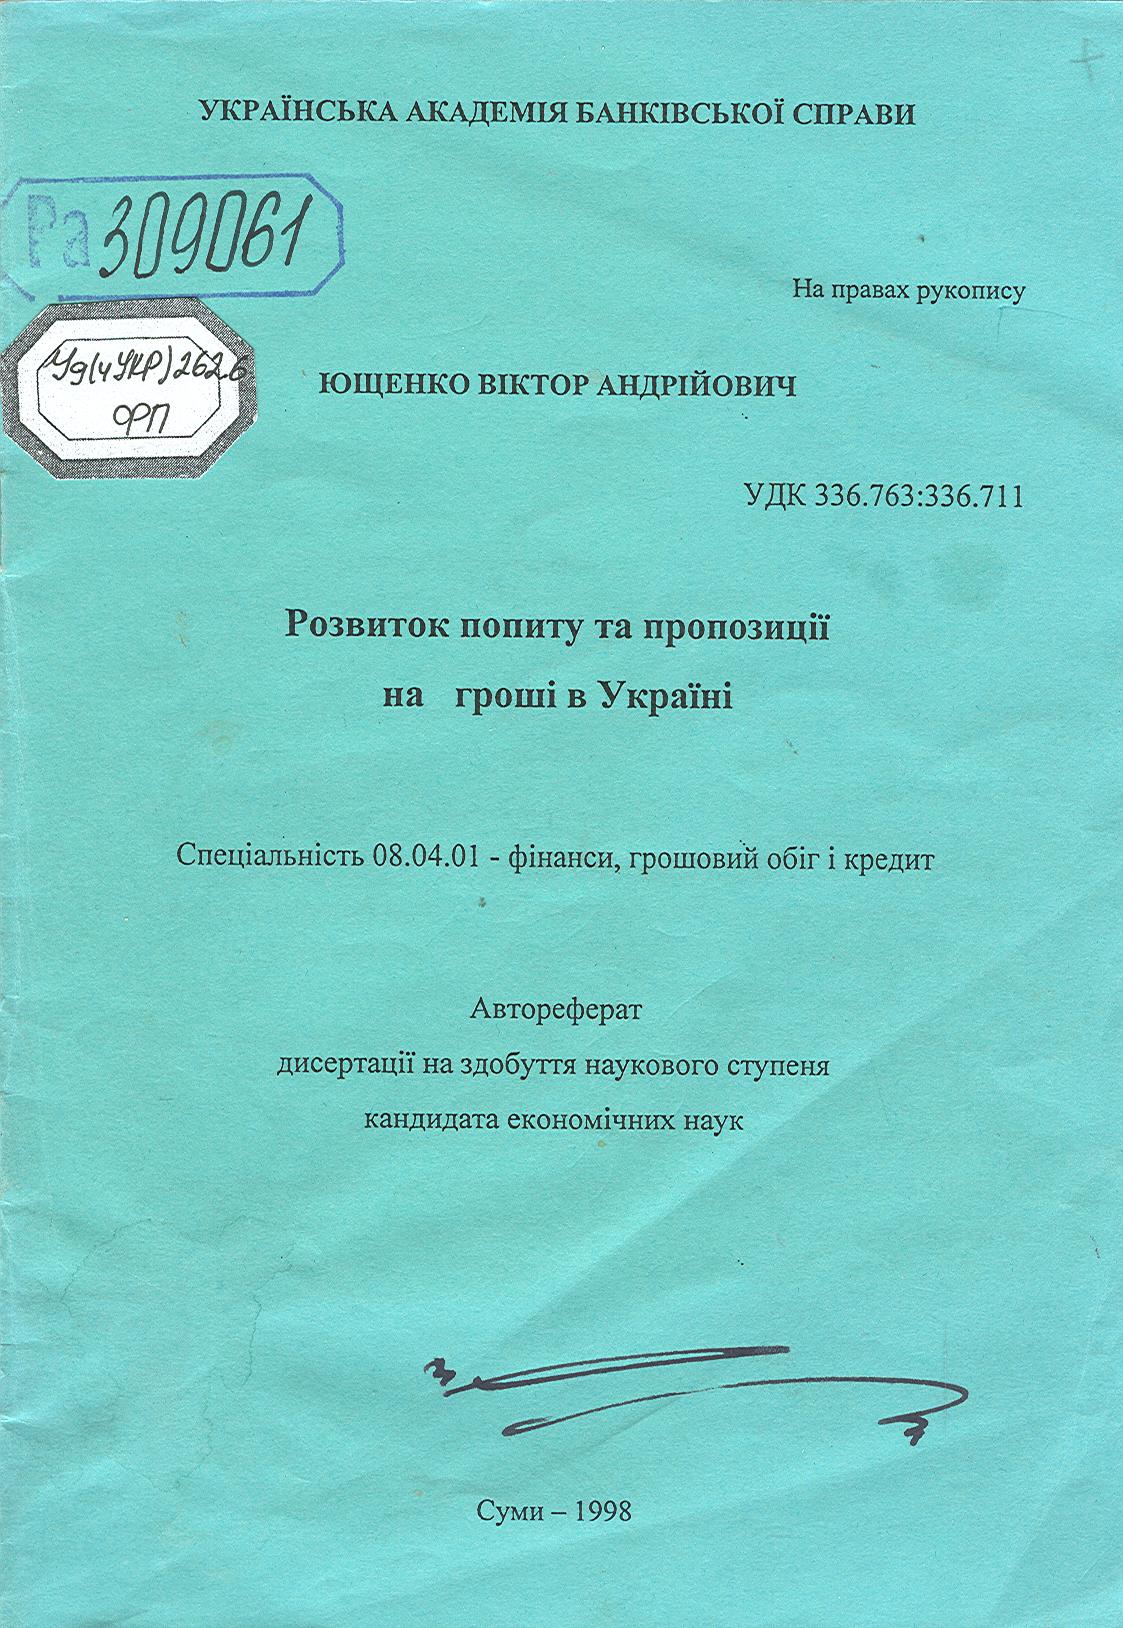 УКРАЇНСЬКА АКАДЕМІЯ БАНКІВСЬКОЇ СПРАВИ
Ра 309061
На правах рукопису
У9(4УКР)262.6
ФРП
ЮЩЕНКО ВІКТОР АНДРІЙОВИЧ
УДК 336.763:336.711
Розвиток попиту та пропозиції
на гроші в Україні
Спеціальність 08.04.01 - фінанси, грошовий обіг і кредит
Автореферат
дисертації на здобуття наукового ступеня
кандидата економічних наук
Суми – 1998